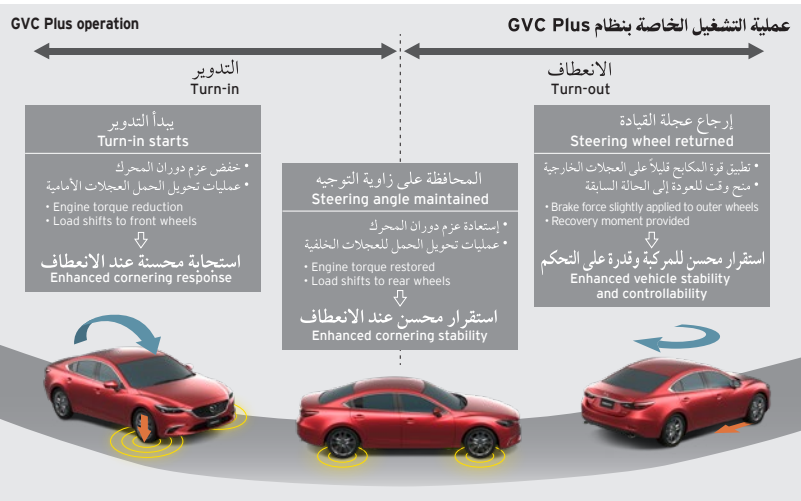 GVC Plus operation
عملية التشغيل الخاصة بنظام GVC Plus
التدوير
Turn-in
الانعطاف
Turn-out
يبدأ التدوير
Turn-in starts
• خفض عزم دوران المحرك
• عمليات تحويل الحمل العجلات الأمامية
• Engine torque reduction
• Load shifts to front wheels
استجابة محسنة عند الانعطاف
Enhanced cornering response
المحافظة على زاوية التوجيه
Steering angle maintained
• إستعادة عزم دوران المحرك
• عمليات تحويل الحمل للعجلات الخلفية
• Engine torque restored
• Load shifts to rear wheels
استقرار محسن عند الانعطاف
Enhanced cornering stability
إرجاع عجلة القيادة
Steering wheel returned
• تطبيق قوة المكابح قليلاً على العجلات الخارجية
• منح وقت للعودة إلى الحالة السابقة
• Brake force slightly applied to outer wheels
• Recovery moment provided
استقرار محسن للمركبة وقدرة على التحكم
Enhanced vehicle stability
and controllability